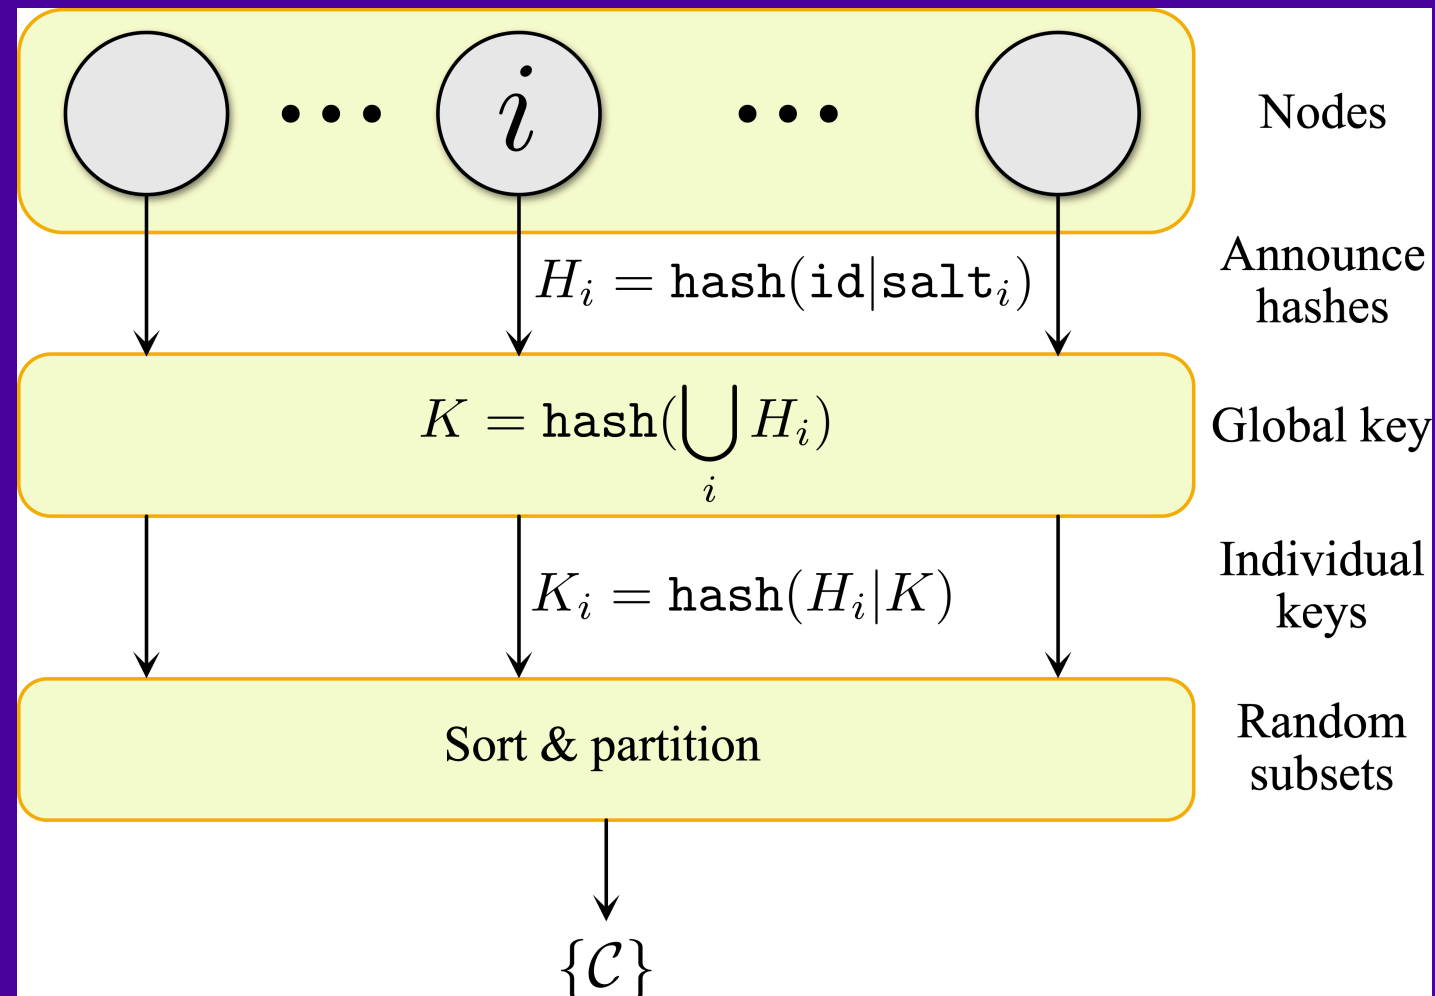 • • • i • • •
Nodes
H_i = hash(id|salt_i)
Announce
hashes
K = hash(⋃_i H_i)
Global key
K_i = hash(H_i|K)
Individual
keys
Sort & partition
Random
subsets
{𝒞}